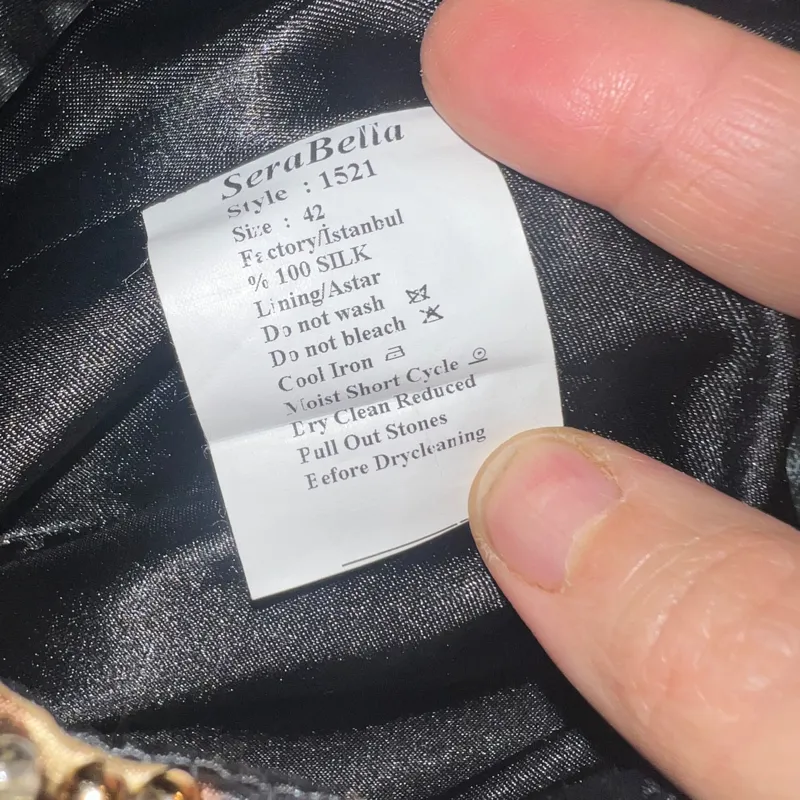 SeraBella
Style : 1521
Size : 42
Factory/İstanbul
% 100 SILK
Lining/Astar
Do not wash
Do not bleach
Cool Iron
Moist Short Cycle
Dry Clean Reduced
Pull Out Stones
Before Drycleaning